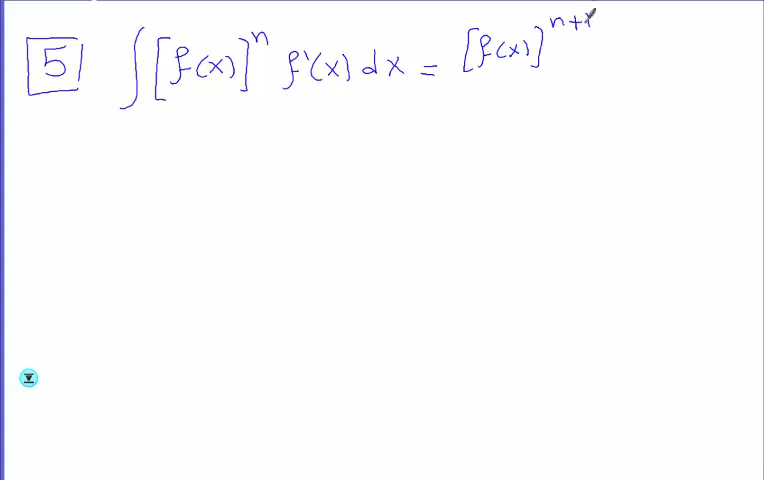 5 ∫ [f(x)]^n f'(x) dx = [f(x)]^{n+1}